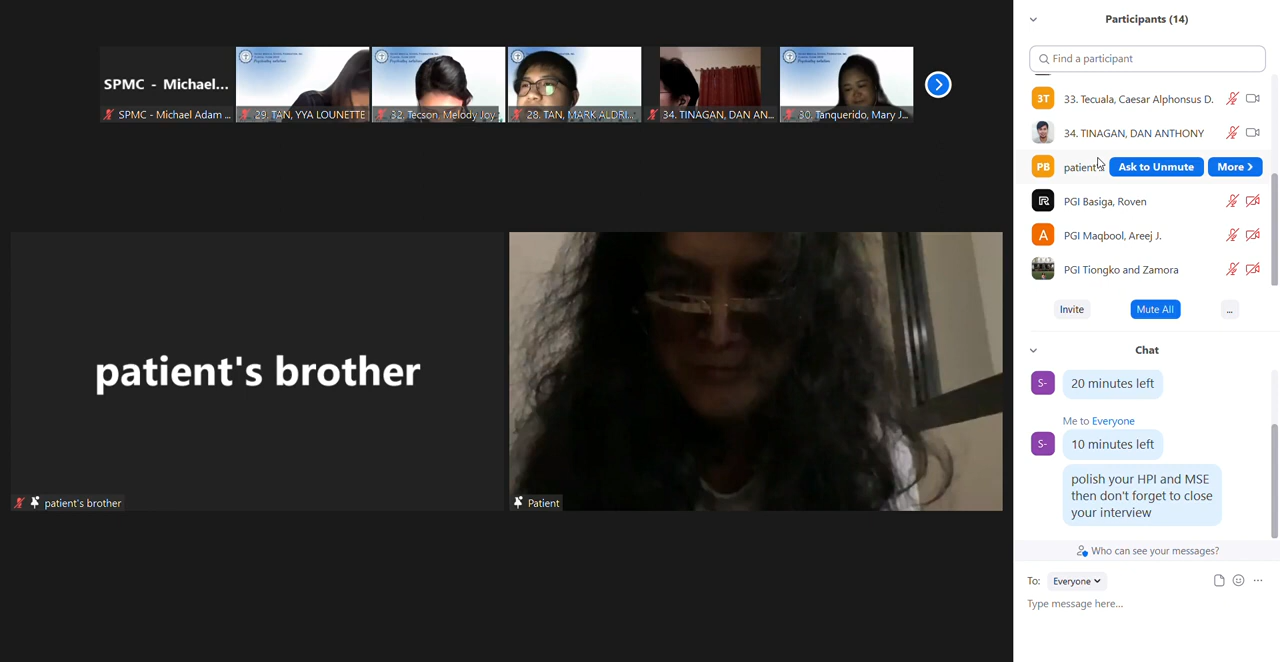 SPMC - Michael...
SPMC - Michael Adam ...
29. TAN, YYA LOUNETTE
32. Tecson, Melody Joy
28. TAN, MARK ALDRI...
34. TINAGAN, DAN AN...
30. Tanquerido, Mary J...
patient's brother
patient's brother
Patient
Participants (14)
Find a participant
3T 33. Tecuala, Caesar Alphonsus D.
34. TINAGAN, DAN ANTHONY
PB patient's Ask to Unmute More
PGI Basiga, Roven
A PGI Maqbool, Areej J.
PGI Tiongko and Zamora
Invite Mute All ...
Chat
S- 20 minutes left
Me to Everyone
S- 10 minutes left
polish your HPI and MSE
then don't forget to close
your interview
Who can see your messages?
To: Everyone
Type message here...